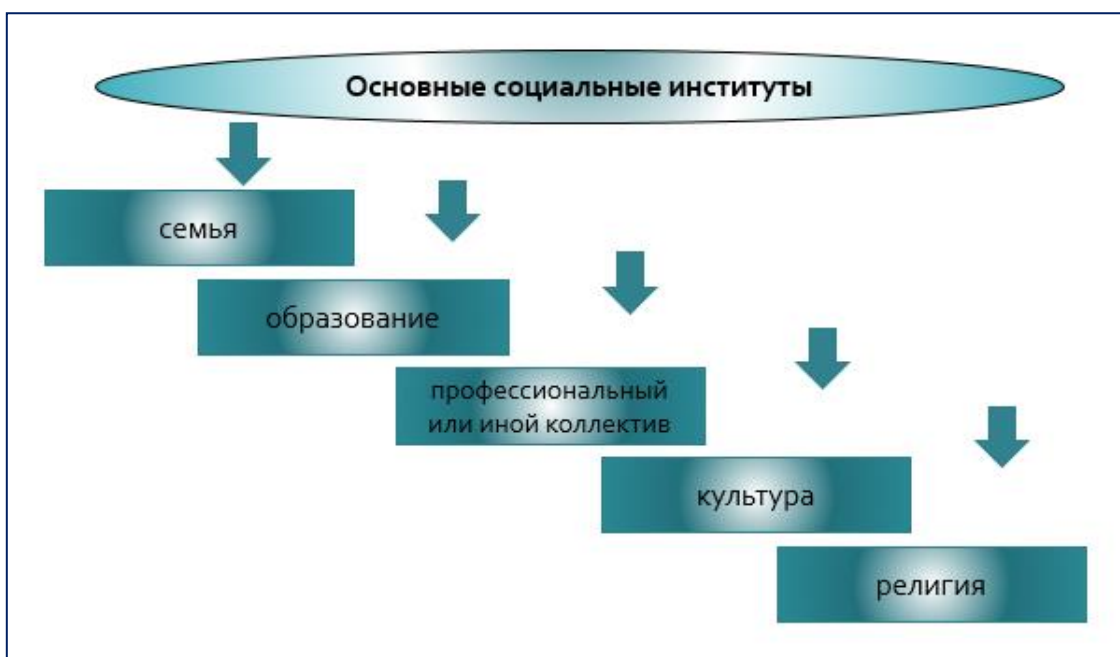 Основные социальные институты
семья
образование
профессиональный
или иной коллектив
культура
религия